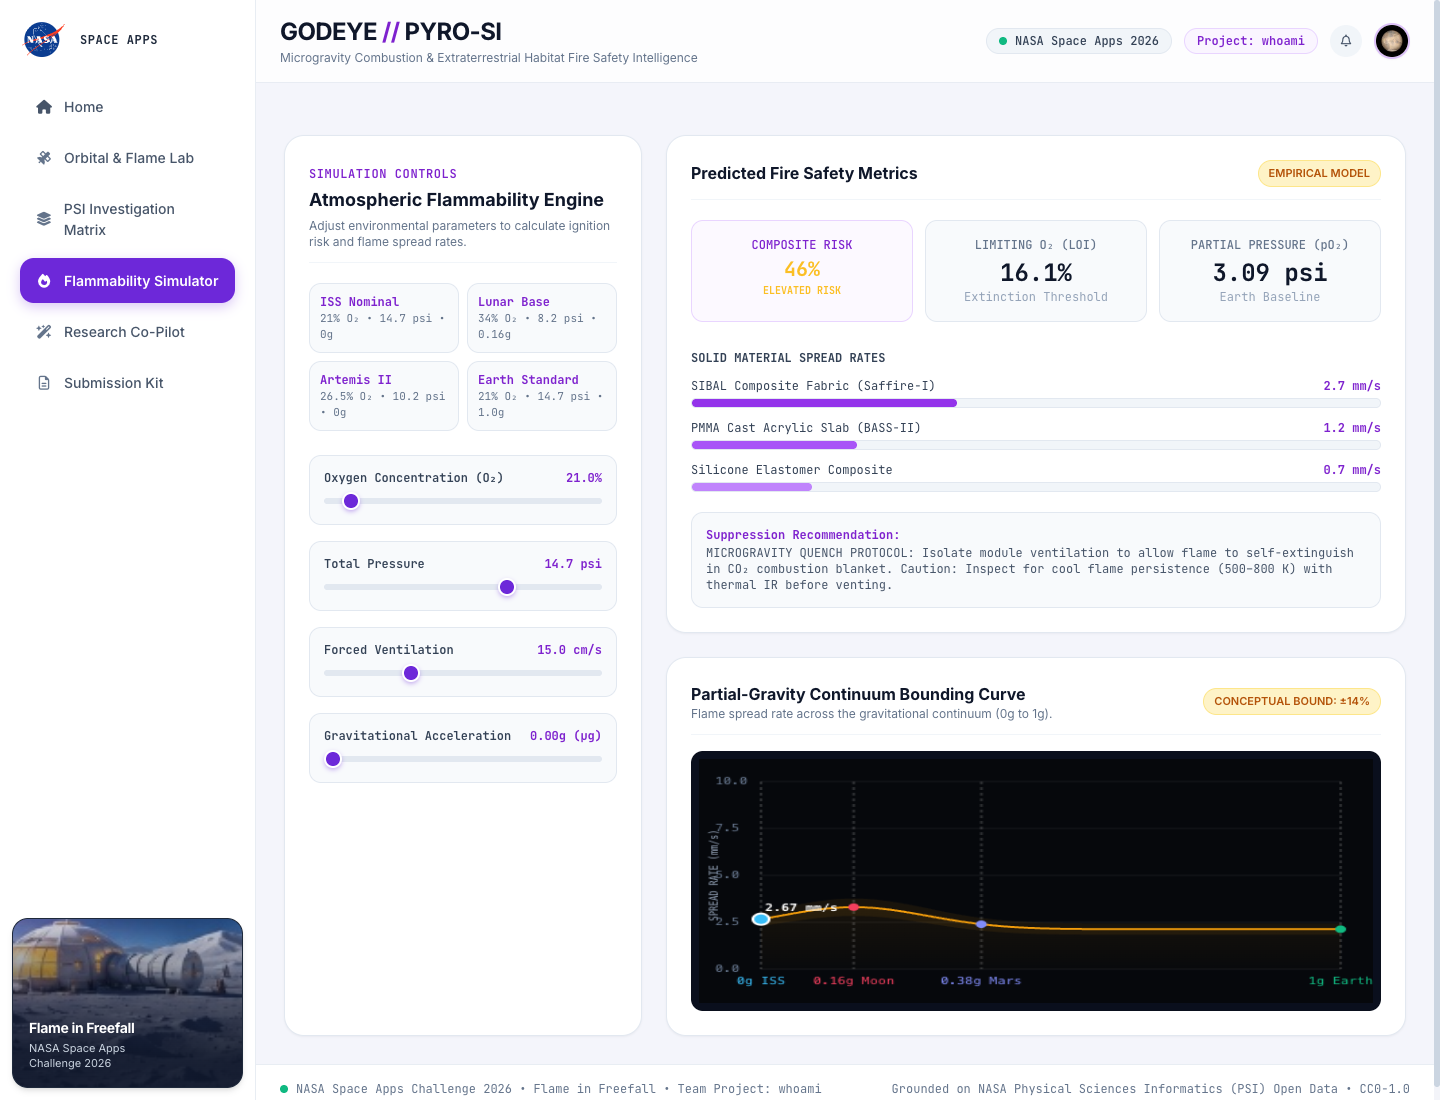 NASA
SPACE APPS
Home
Orbital & Flame Lab
PSI Investigation
Matrix
Flammability Simulator
Research Co-Pilot
Submission Kit
Flame in Freefall
NASA Space Apps
Challenge 2026
GODEYE // PYRO-SI
Microgravity Combustion & Extraterrestrial Habitat Fire Safety Intelligence
NASA Space Apps 2026
Project: whoami
SIMULATION CONTROLS
Atmospheric Flammability Engine
Adjust environmental parameters to calculate ignition
risk and flame spread rates.
ISS Nominal
21% O₂ • 14.7 psi •
0g
Lunar Base
34% O₂ • 8.2 psi •
0.16g
Artemis II
26.5% O₂ • 10.2 psi
• 0g
Earth Standard
21% O₂ • 14.7 psi •
1.0g
Oxygen Concentration (O₂) 21.0%
Total Pressure 14.7 psi
Forced Ventilation 15.0 cm/s
Gravitational Acceleration 0.00g (µg)
Predicted Fire Safety Metrics
EMPIRICAL MODEL
COMPOSITE RISK
46%
ELEVATED RISK
LIMITING O₂ (LOI)
16.1%
Extinction Threshold
PARTIAL PRESSURE (pO₂)
3.09 psi
Earth Baseline
SOLID MATERIAL SPREAD RATES
SIBAL Composite Fabric (Saffire-I) 2.7 mm/s
PMMA Cast Acrylic Slab (BASS-II) 1.2 mm/s
Silicone Elastomer Composite 0.7 mm/s
Suppression Recommendation:
MICROGRAVITY QUENCH PROTOCOL: Isolate module ventilation to allow flame to self-extinguish
in CO₂ combustion blanket. Caution: Inspect for cool flame persistence (500–800 K) with
thermal IR before venting.
Partial-Gravity Continuum Bounding Curve
Flame spread rate across the gravitational continuum (0g to 1g).
CONCEPTUAL BOUND: ±14%
SPREAD RATE (mm/s)
10.0
7.5
5.0
2.5
0.0
2.67 mm/s
0g ISS
0.16g Moon
0.38g Mars
1g Earth
NASA Space Apps Challenge 2026 • Flame in Freefall • Team Project: whoami
Grounded on NASA Physical Sciences Informatics (PSI) Open Data • CC0-1.0